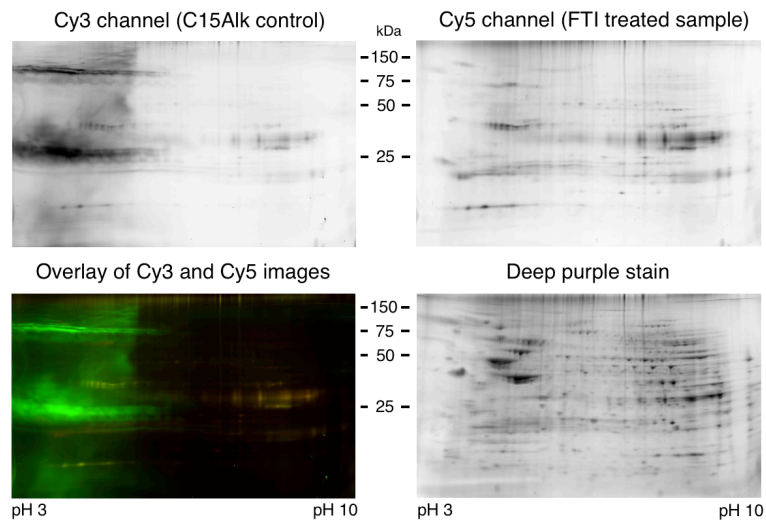 Cy3 channel (C15Alk control)
kDa
Cy5 channel (FTI treated sample)
150
75
50
25
Overlay of Cy3 and Cy5 images
Deep purple stain
150
75
50
25
pH 3
pH 10
pH 3
pH 10